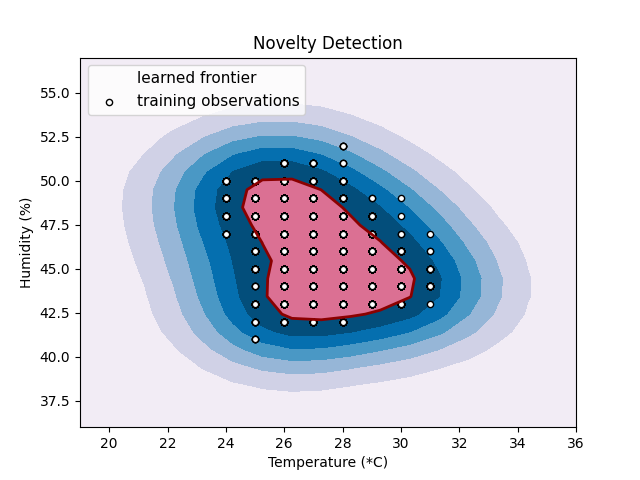 Novelty Detection
learned frontier
training observations
55.0
52.5
50.0
47.5
45.0
42.5
40.0
37.5
Humidity (%)
20 22 24 26 28 30 32 34 36
Temperature (*C)